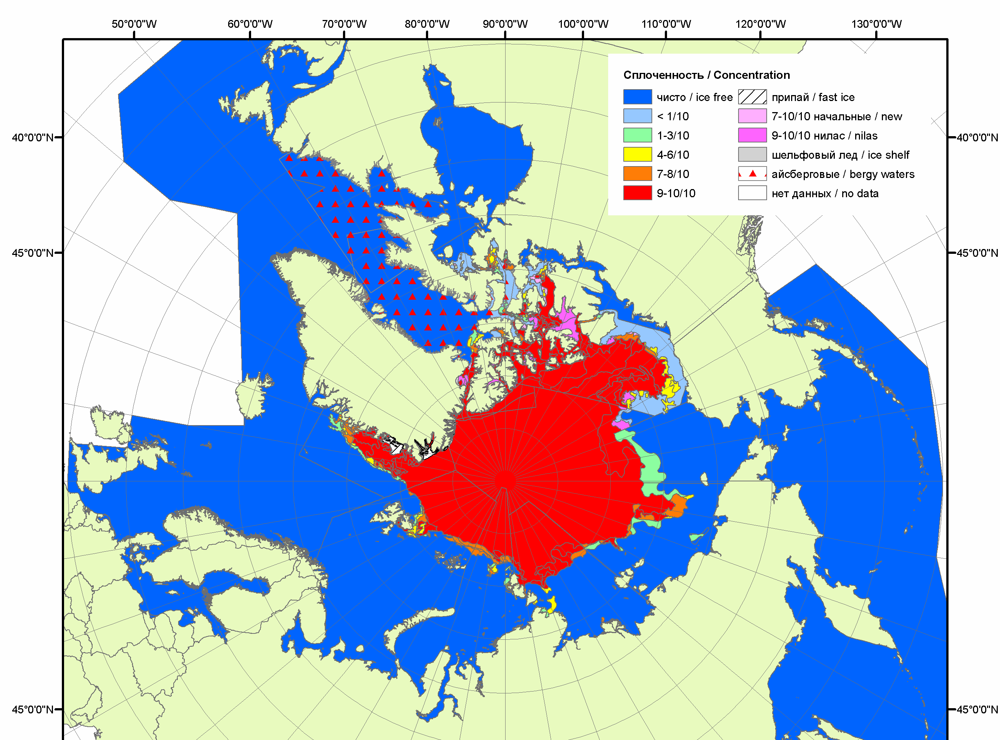 50°0'0"W 60°0'0"W 70°0'0"W 80°0'0"W 90°0'0"W 100°0'0"W 110°0'0"W 120°0'0"W 130°0'0"W
Сплоченность / Concentration
чисто / ice free
< 1/10
1-3/10
4-6/10
7-8/10
9-10/10
припай / fast ice
7-10/10 начальные / new
9-10/10 нилас / nilas
шельфовый лед / ice shelf
айсберговые / bergy waters
нет данных / no data
40°0'0"N 40°0'0"N
45°0'0"N 45°0'0"N
45°0'0"N 45°0'0"N